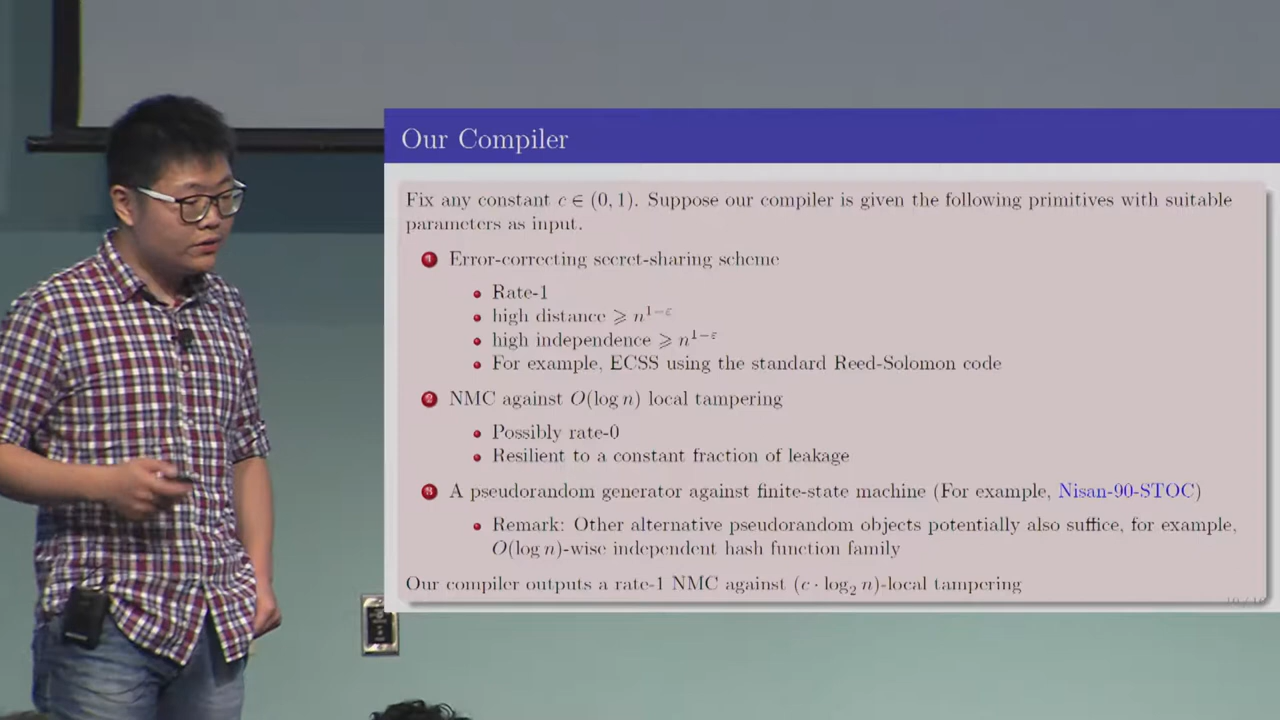 Our Compiler
Fix any constant c ∈ (0, 1). Suppose our compiler is given the following primitives with suitable
parameters as input.
1 Error-correcting secret-sharing scheme
Rate-1
high distance ⩾ n^{1−ε}
high independence ⩾ n^{1−ε}
For example, ECSS using the standard Reed-Solomon code
2 NMC against O(log n) local tampering
Possibly rate-0
Resilient to a constant fraction of leakage
3 A pseudorandom generator against finite-state machine (For example, Nisan-90-STOC)
Remark: Other alternative pseudorandom objects potentially also suffice, for example,
O(log n)-wise independent hash function family
Our compiler outputs a rate-1 NMC against (c · log₂ n)-local tampering